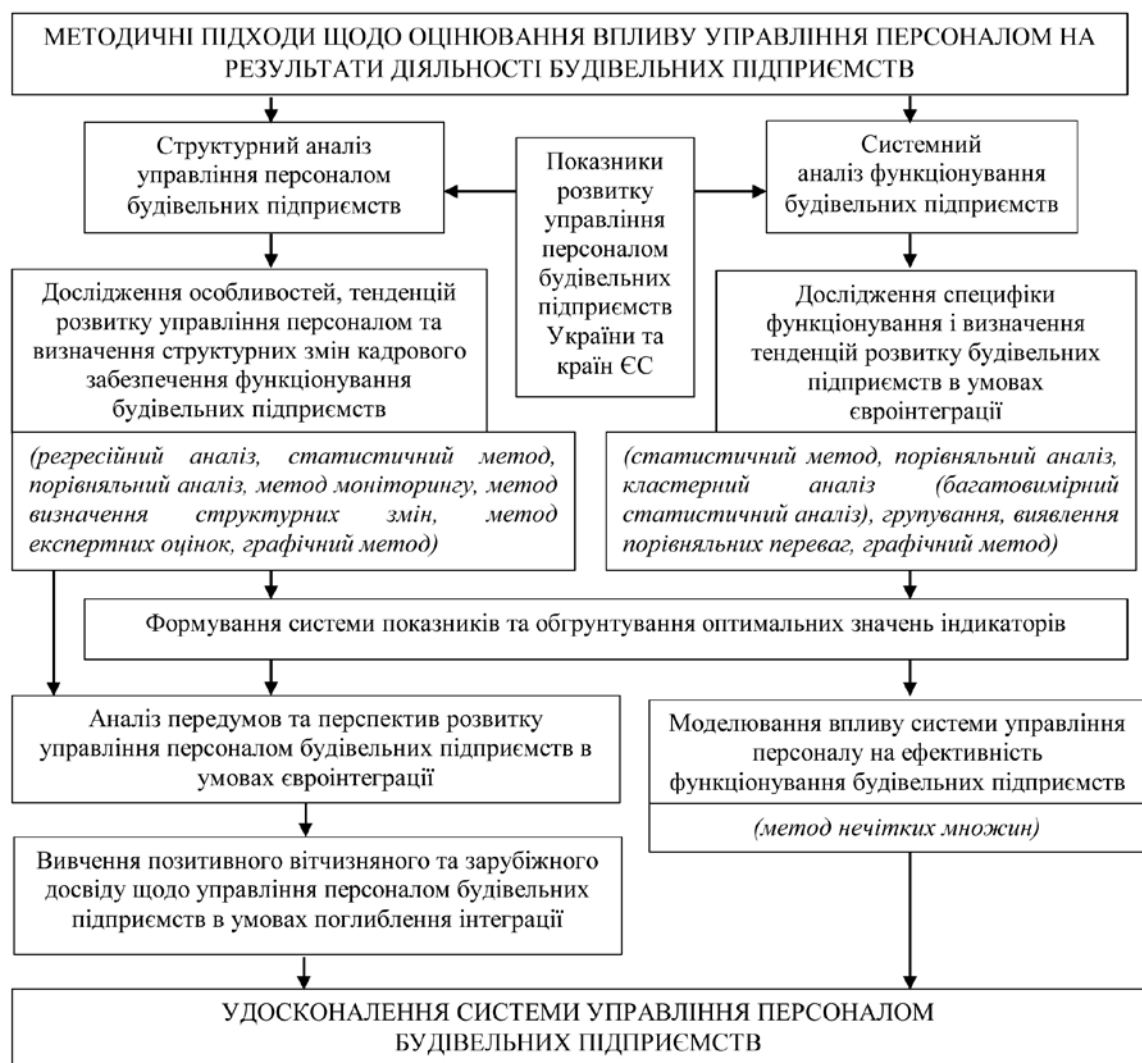 МЕТОДИЧНІ ПІДХОДИ ЩОДО ОЦІНЮВАННЯ ВПЛИВУ УПРАВЛІННЯ ПЕРСОНАЛОМ НА
РЕЗУЛЬТАТИ ДІЯЛЬНОСТІ БУДІВЕЛЬНИХ ПІДПРИЄМСТВ
Структурний аналіз
управління персоналом
будівельних підприємств
Показники
розвитку
управління
персоналом
будівельних
підприємств
України та
країн ЄС
Системний
аналіз функціонування
будівельних підприємств
Дослідження особливостей, тенденцій
розвитку управління персоналом та
визначення структурних змін кадрового
забезпечення функціонування
будівельних підприємств
(регресійний аналіз, статистичний метод,
порівняльний аналіз, метод моніторингу, метод
визначення структурних змін, метод
експертних оцінок, графічний метод)
Дослідження специфіки
функціонування і визначення
тенденцій розвитку будівельних
підприємств в умовах
євроінтеграції
(статистичний метод, порівняльний аналіз,
кластерний аналіз (багатовимірний
статистичний аналіз), групування, виявлення
порівняльних переваг, графічний метод)
Формування системи показників та обгрунтування оптимальних значень індикаторів
Аналіз передумов та перспектив розвитку
управління персоналом будівельних підприємств в
умовах євроінтеграції
Моделювання впливу системи управління
персоналу на ефективність
функціонування будівельних підприємств
(метод нечітких множин)
Вивчення позитивного вітчизняного та зарубіжного
досвіду щодо управління персоналом будівельних
підприємств в умовах поглиблення інтеграції
УДОСКОНАЛЕННЯ СИСТЕМИ УПРАВЛІННЯ ПЕРСОНАЛОМ
БУДІВЕЛЬНИХ ПІДПРИЄМСТВ